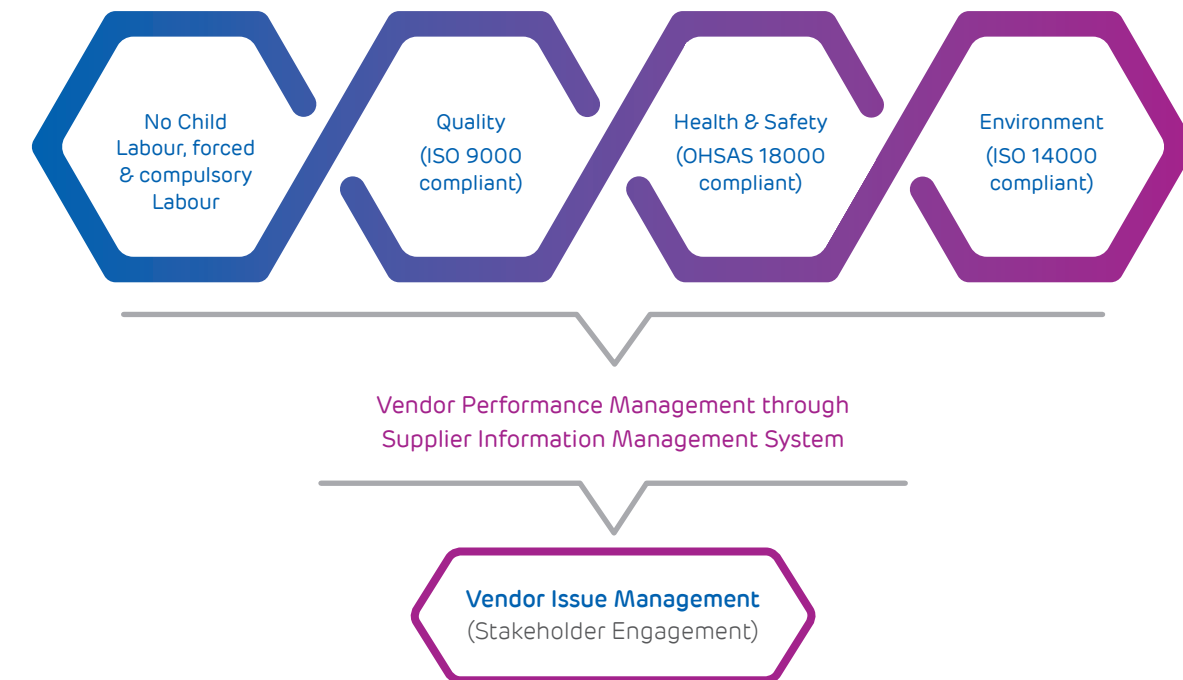 No Child
Labour, forced
& compulsory
Labour
Quality
(ISO 9000
compliant)
Health & Safety
(OHSAS 18000
compliant)
Environment
(ISO 14000
compliant)
Vendor Performance Management through
Supplier Information Management System
Vendor Issue Management
(Stakeholder Engagement)